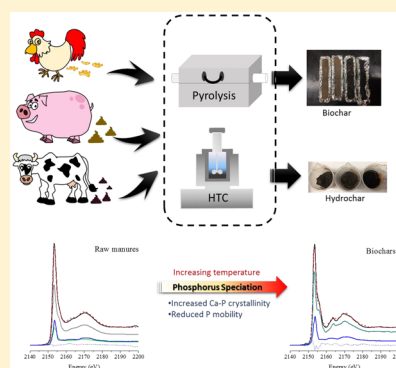 Pyrolysis
Biochar
HTC
Hydrochar
Raw manures
Increasing temperature
Phosphorus Speciation
•Increased Ca-P crystallinity
•Reduced P mobility
Biochars
2140 2150 2160 2170 2180 2190 2200
Energy (eV)
2140 2150 2160 2170 2180 2190
Energy (eV)